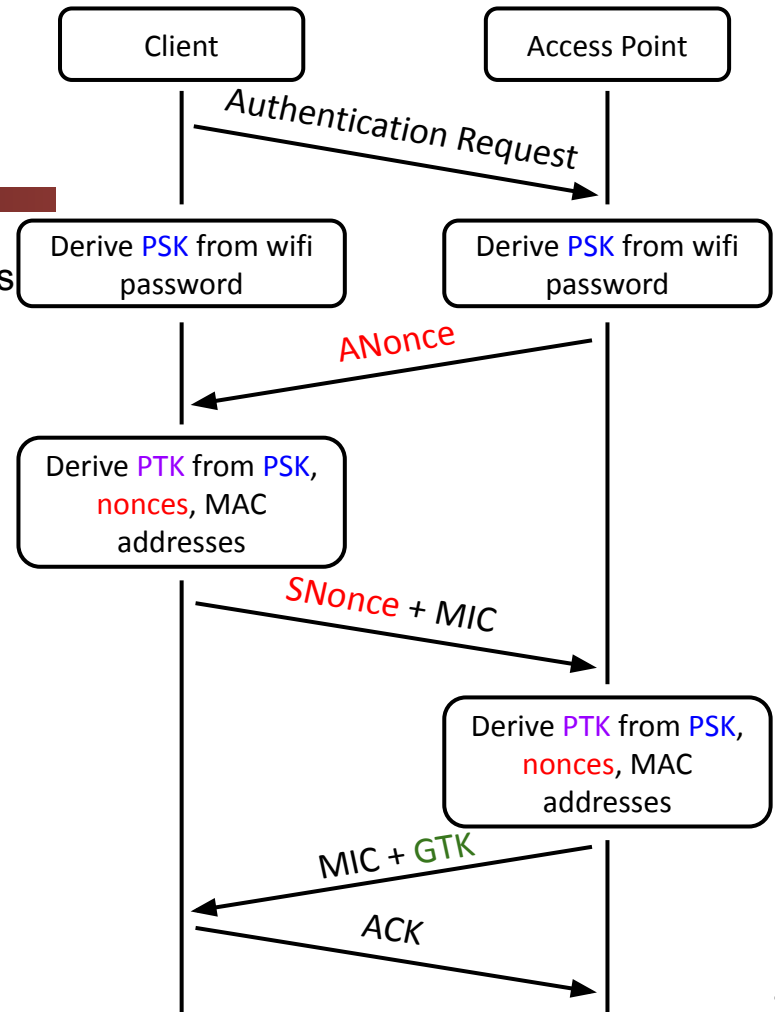 Client
Access Point
Authentication Request
s
Derive PSK from wifi
password
Derive PSK from wifi
password
ANonce
Derive PTK from PSK,
nonces, MAC
addresses
SNonce + MIC
Derive PTK from PSK,
nonces, MAC
addresses
MIC + GTK
ACK